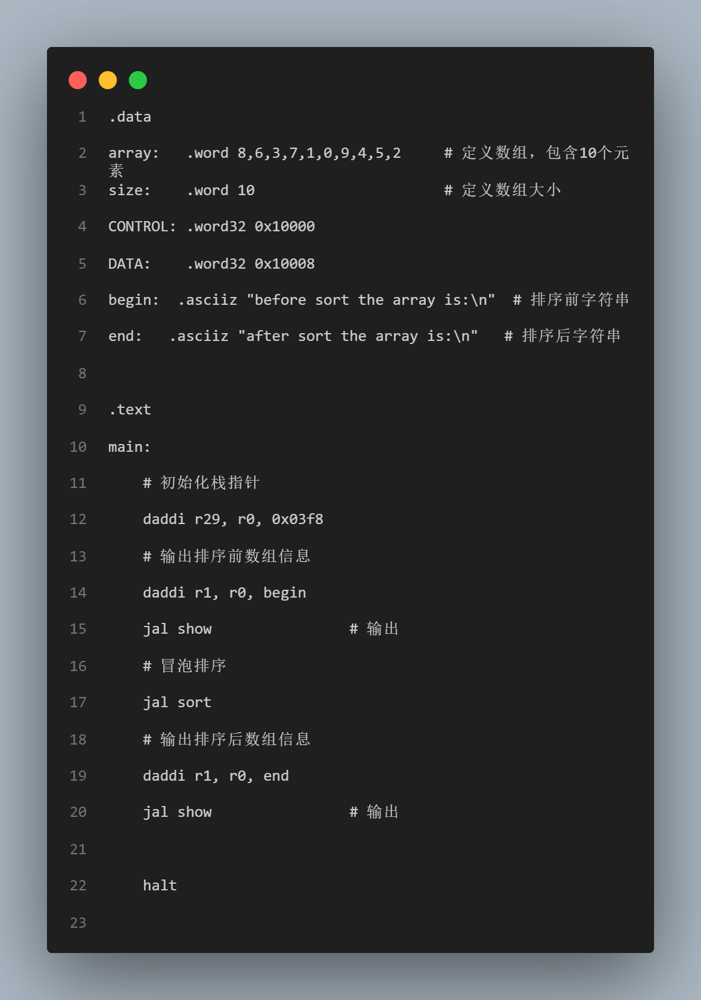 1 .data
2 array:   .word 8,6,3,7,1,0,9,4,5,2     # 定义数组，包含10个元
素
3 size:    .word 10                      # 定义数组大小
4 CONTROL: .word32 0x10000
5 DATA:    .word32 0x10008
6 begin:  .asciiz "before sort the array is:\n"  # 排序前字符串
7 end:   .asciiz "after sort the array is:\n"   # 排序后字符串
8
9 .text
10 main:
11     # 初始化栈指针
12     daddi r29, r0, 0x03f8
13     # 输出排序前数组信息
14     daddi r1, r0, begin
15     jal show                # 输出
16     # 冒泡排序
17     jal sort
18     # 输出排序后数组信息
19     daddi r1, r0, end
20     jal show                # 输出
21
22     halt
23